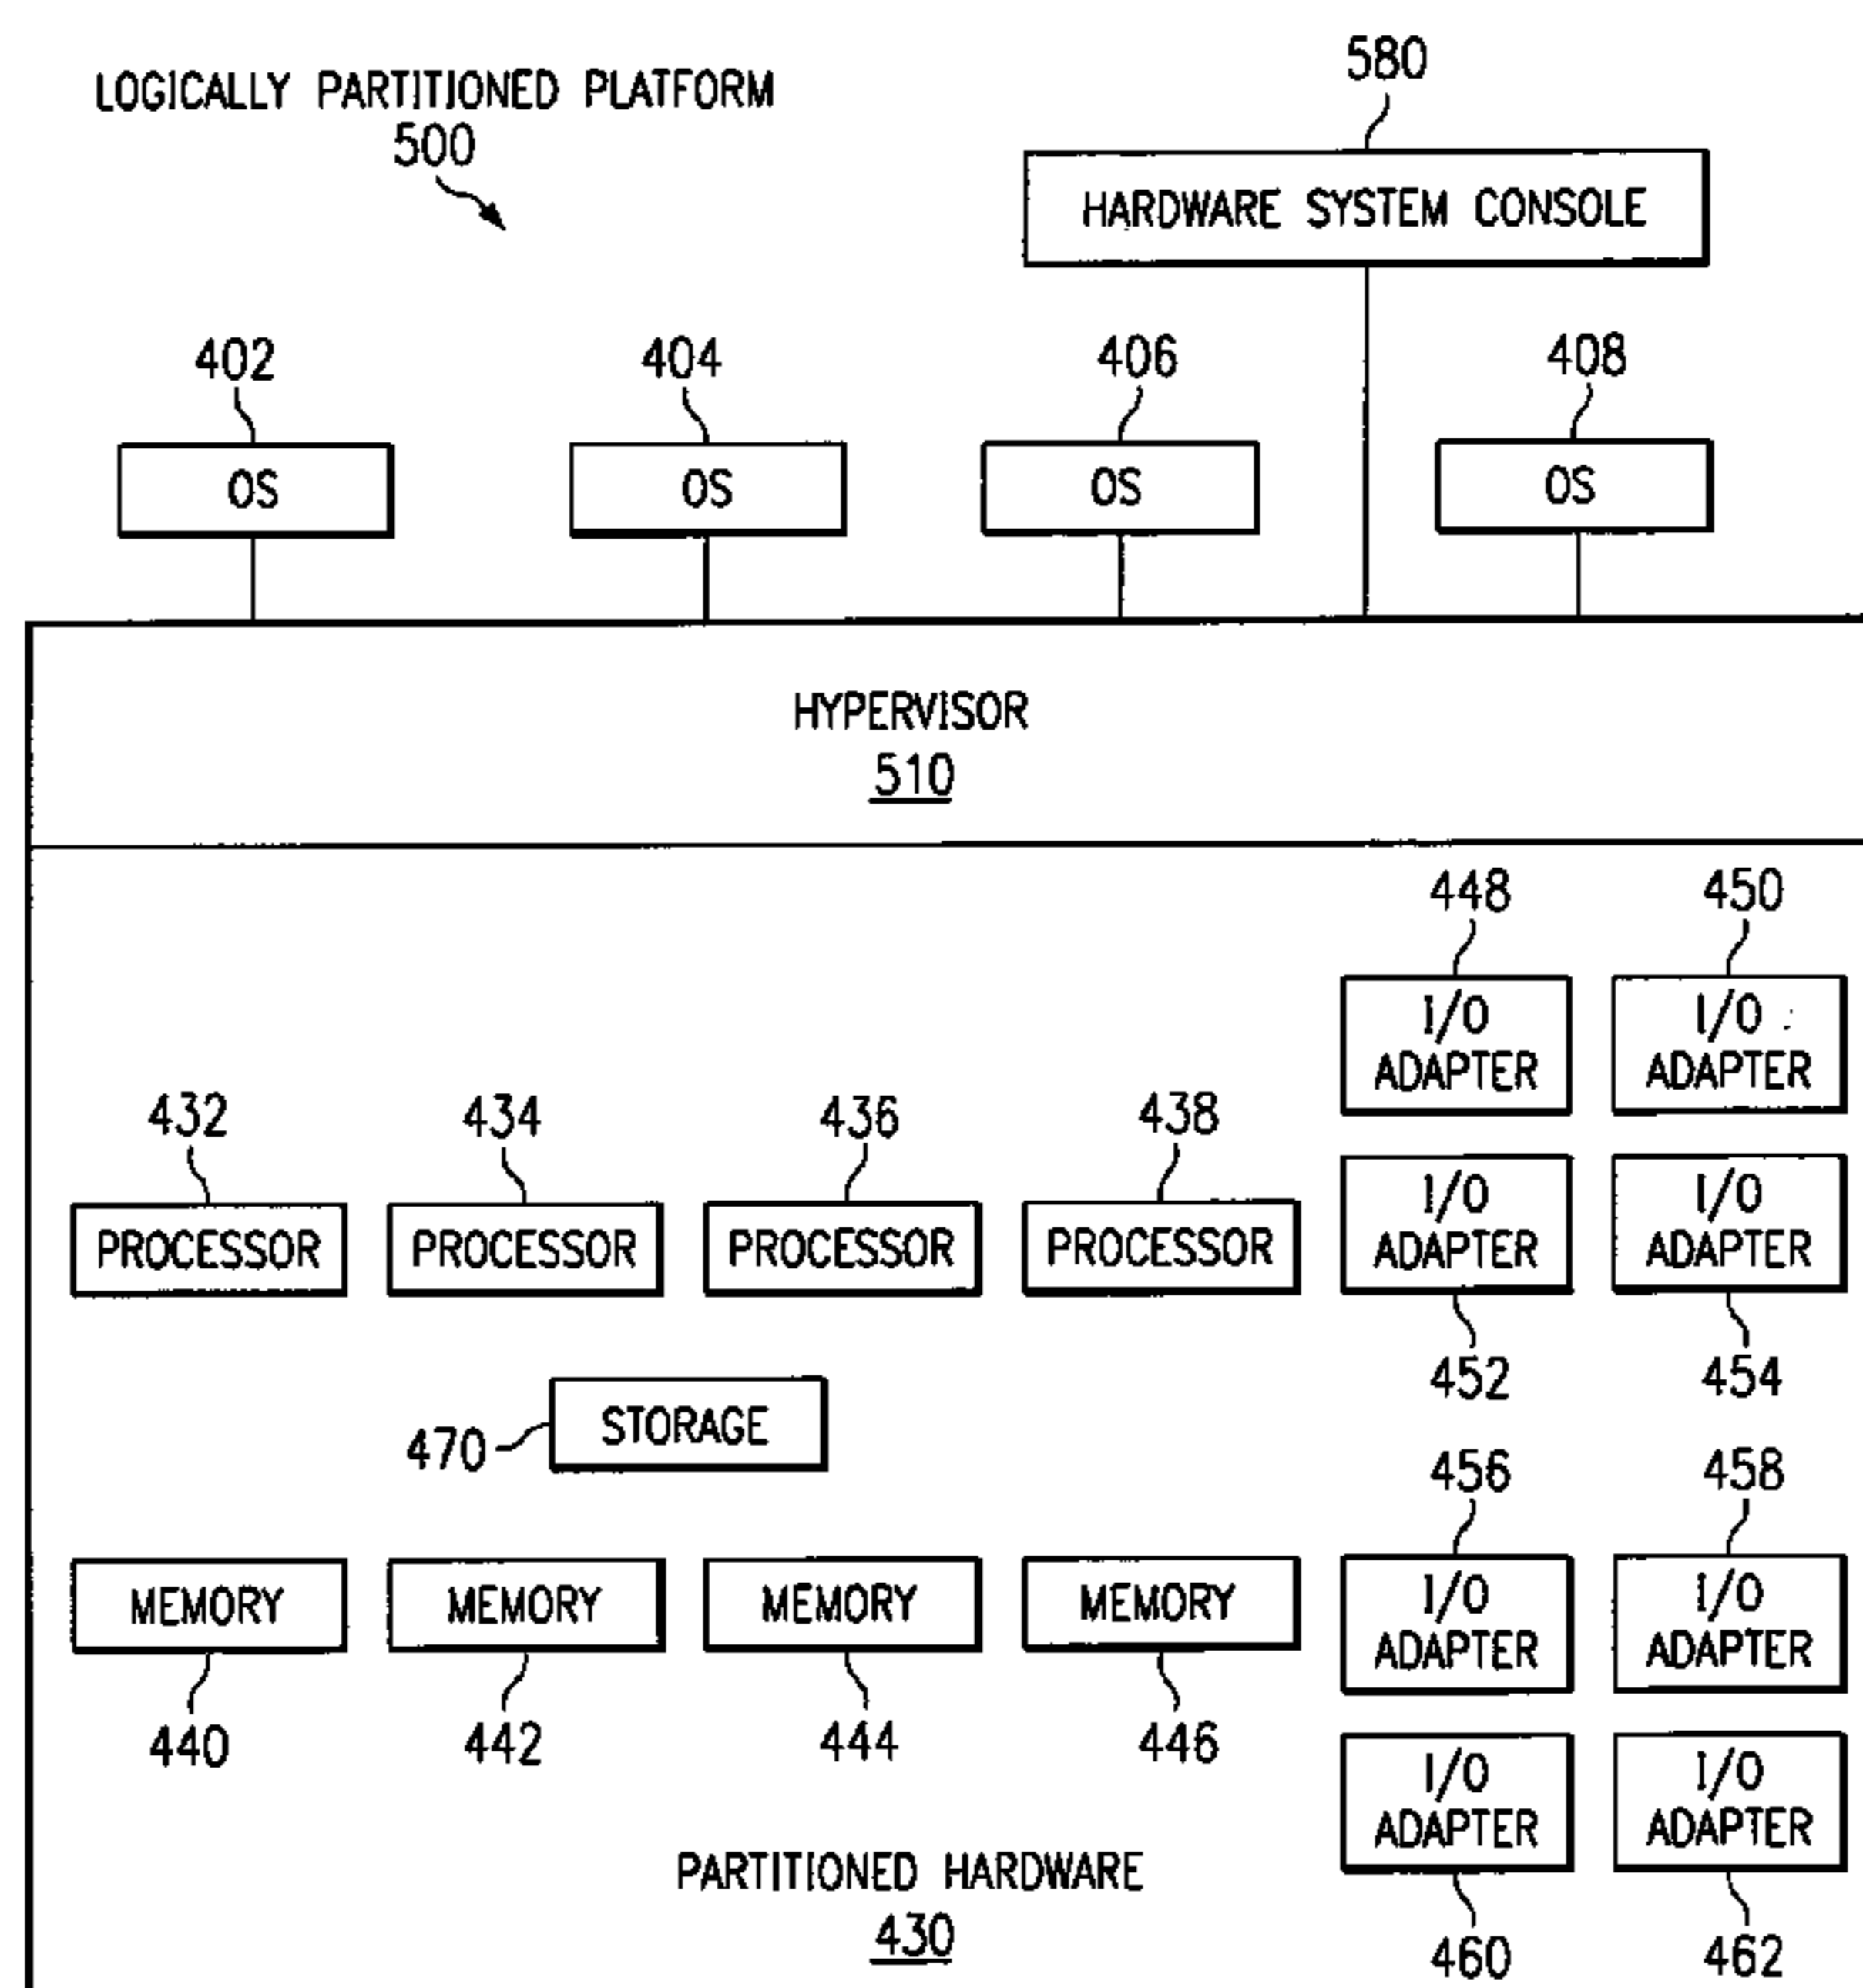 LOGICALLY PARTITIONED PLATFORM
500
580
HARDWARE SYSTEM CONSOLE
402
404
406
408
OS
OS
OS
OS
HYPERVISOR
510
448
450
I/O
ADAPTER
I/O
ADAPTER
432
434
436
438
PROCESSOR
PROCESSOR
PROCESSOR
PROCESSOR
I/O
ADAPTER
I/O
ADAPTER
452
454
470
STORAGE
456
458
MEMORY
MEMORY
MEMORY
MEMORY
I/O
ADAPTER
I/O
ADAPTER
440
442
444
446
I/O
ADAPTER
I/O
ADAPTER
PARTITIONED HARDWARE
430
460
462